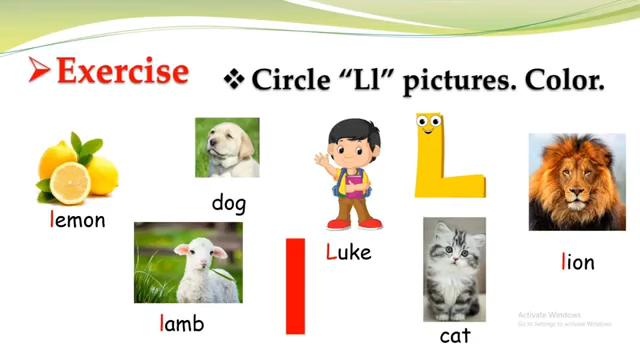 Exercise
Circle “Ll” pictures. Color.
L
lemon
dog
Luke
lion
lamb
l
cat
Activate Windows
Go to Settings to activate Windows.